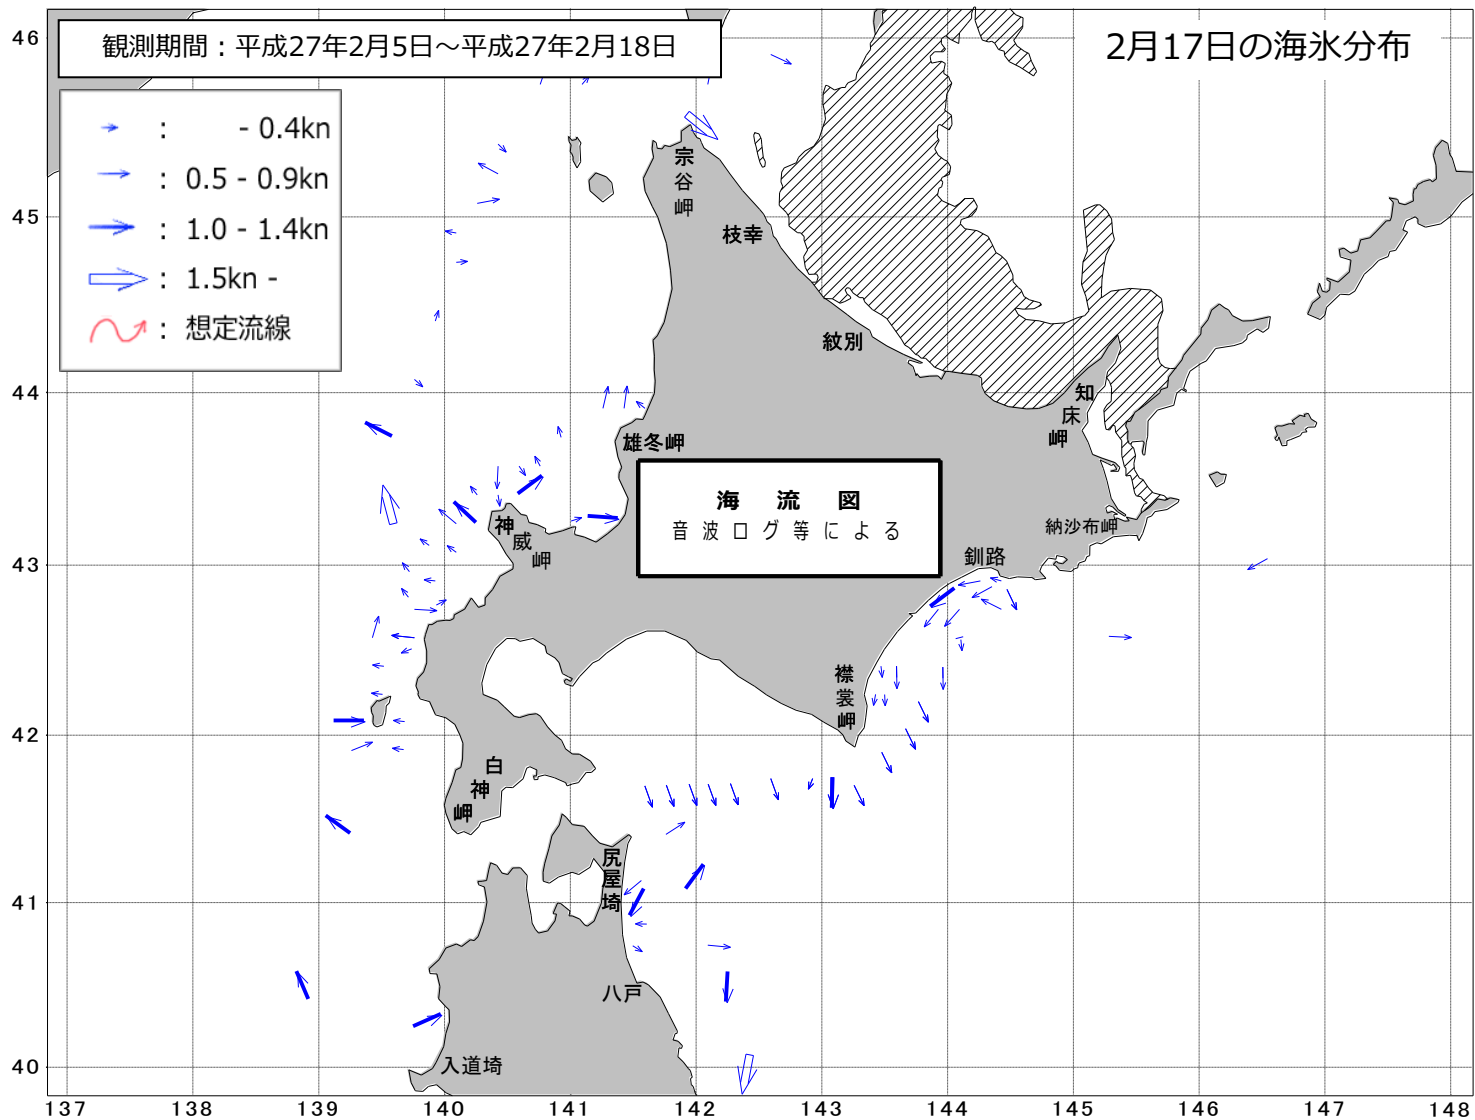 観測期間：平成27年2月5日～平成27年2月18日
2月17日の海氷分布
： - 0.4kn
： 0.5 - 0.9kn
： 1.0 - 1.4kn
： 1.5kn -
： 想定流線
46
45
44
43
42
41
40
宗谷岬
枝幸
紋別
知床岬
雄冬岬
海流図
音波ログ等による
神威岬
納沙布岬
釧路
襟裳岬
白神岬
尻屋埼
八戸
入道埼
137 138 139 140 141 142 143 144 145 146 147 148